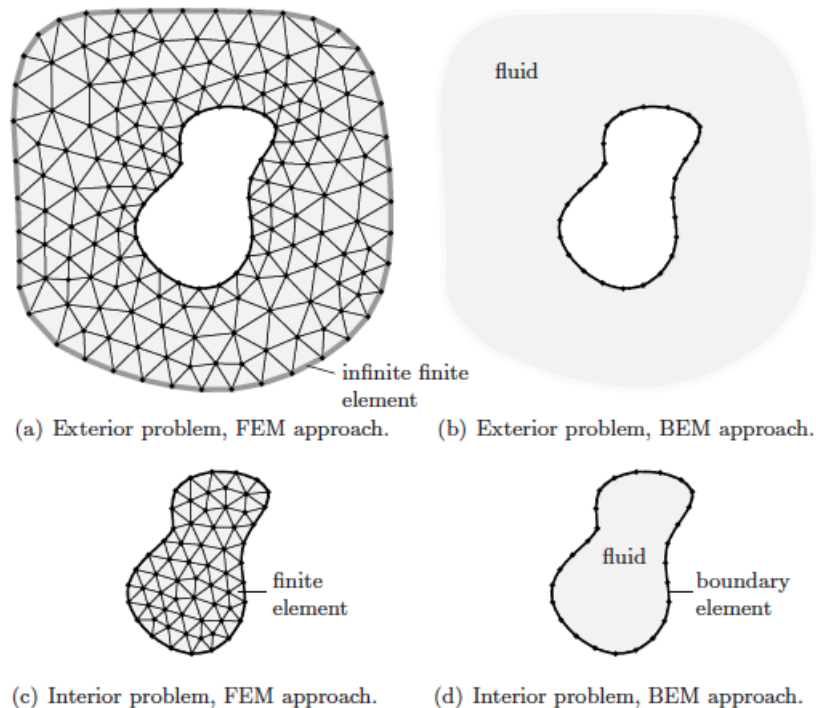 fluid
infinite finite
element
(a) Exterior problem, FEM approach.
(b) Exterior problem, BEM approach.
finite
element
fluid
boundary
element
(c) Interior problem, FEM approach.
(d) Interior problem, BEM approach.